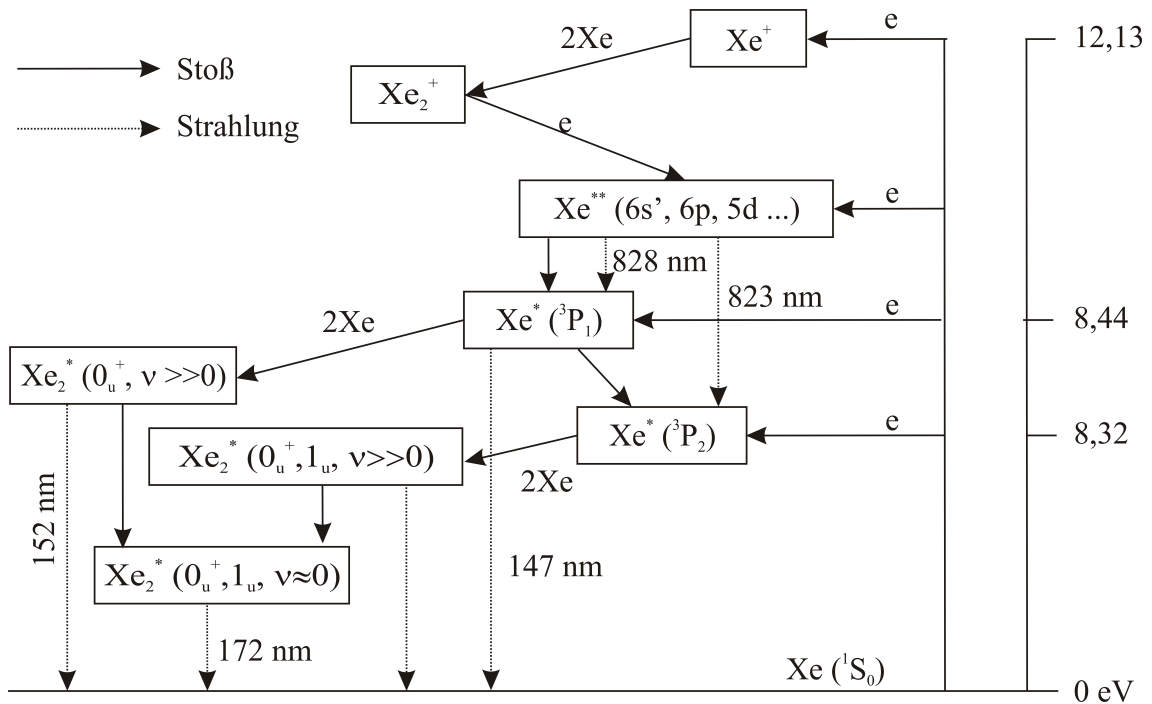 e
Xe⁺
12,13
2Xe
Stoß
Xe₂⁺
e
Strahlung
Xe** (6s’, 6p, 5d ...)
e
828 nm
823 nm
Xe* (³P₁)
e
8,44
2Xe
Xe₂* (0ᵤ⁺, ν >>0)
Xe* (³P₂)
e
8,32
Xe₂* (0ᵤ⁺,1ᵤ, ν>>0)
2Xe
152 nm
147 nm
Xe₂* (0ᵤ⁺,1ᵤ, ν≈0)
172 nm
Xe (¹S₀)
0 eV